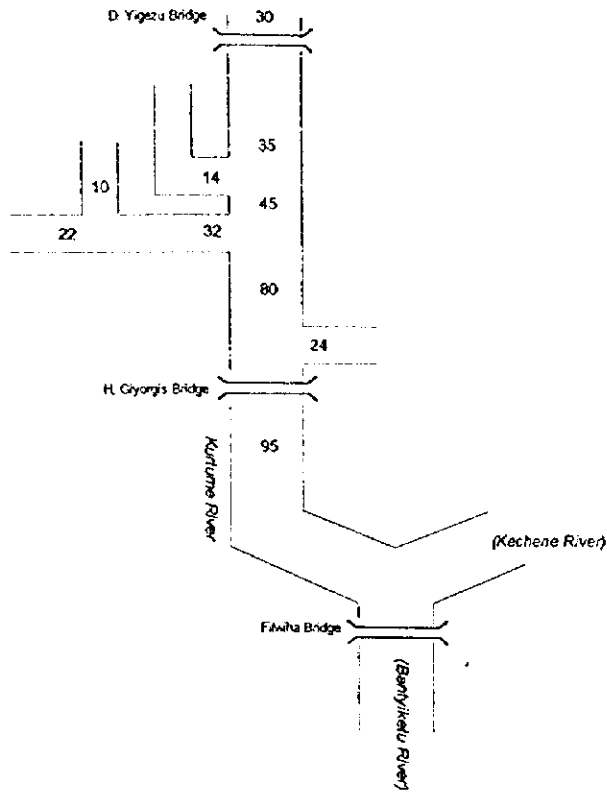 D. Yigezu Bridge
30
35
14
45
10
22
32
80
24
H. Giyorgis Bridge
95
Kurtume River
(Kechene River)
Filwiha Bridge
(Bantyiketu River)